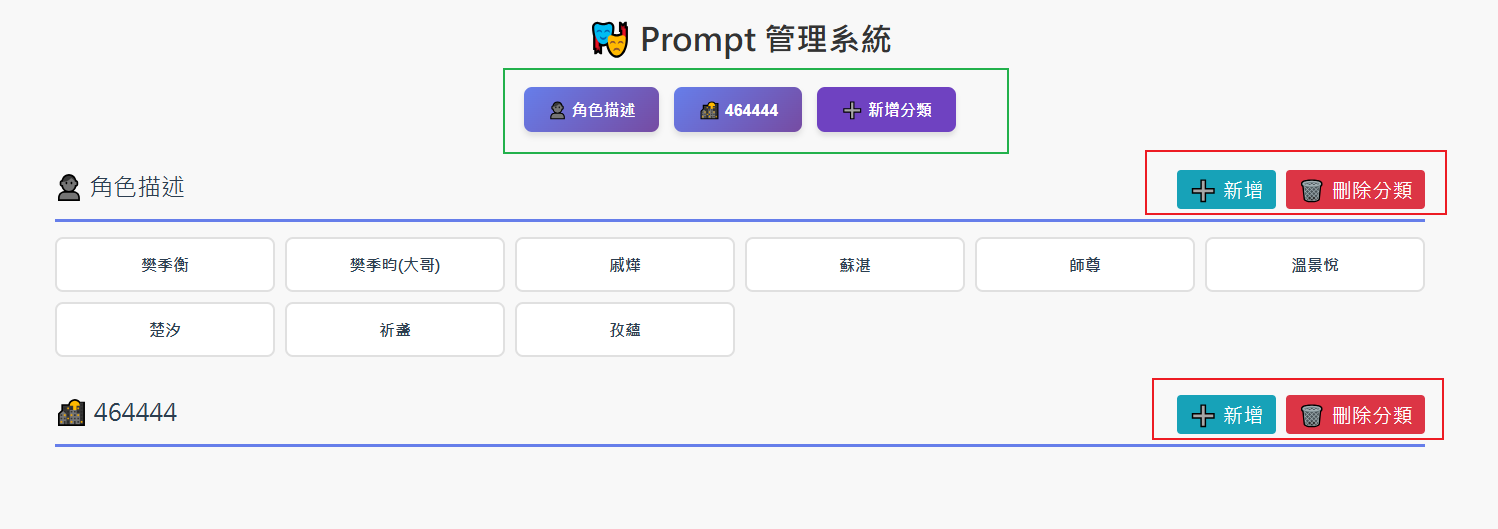 Prompt 管理系統
角色描述 464444 新增分類
角色描述 新增 刪除分類
樊季衡 樊季昀(大哥) 戚燁 蘇湛 師尊 溫景悅
楚汐 祈盞 孜蘊
464444 新增 刪除分類